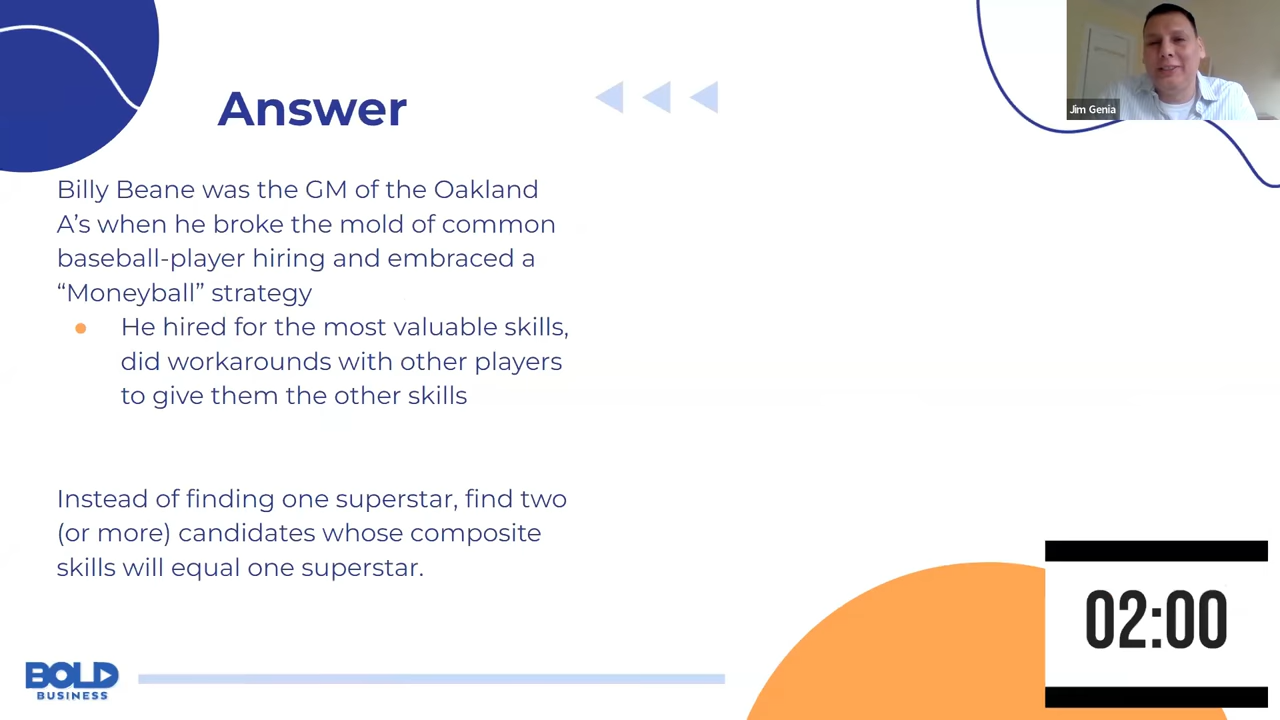 Answer
Jim Genia
Billy Beane was the GM of the Oakland
A’s when he broke the mold of common
baseball-player hiring and embraced a
“Moneyball” strategy
● He hired for the most valuable skills,
did workarounds with other players
to give them the other skills
Instead of finding one superstar, find two
(or more) candidates whose composite
skills will equal one superstar.
02:00
BOLD
BUSINESS